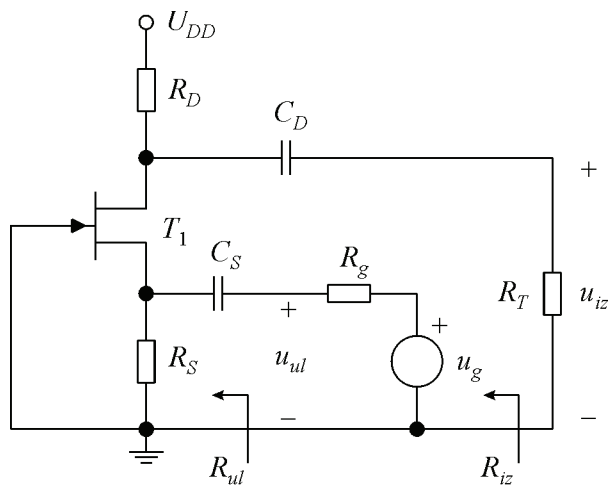 U_DD
R_D
C_D
+
T_1
C_S
R_g
R_T
u_iz
+
+
R_S
u_ul
u_g
−
−
R_ul
R_iz